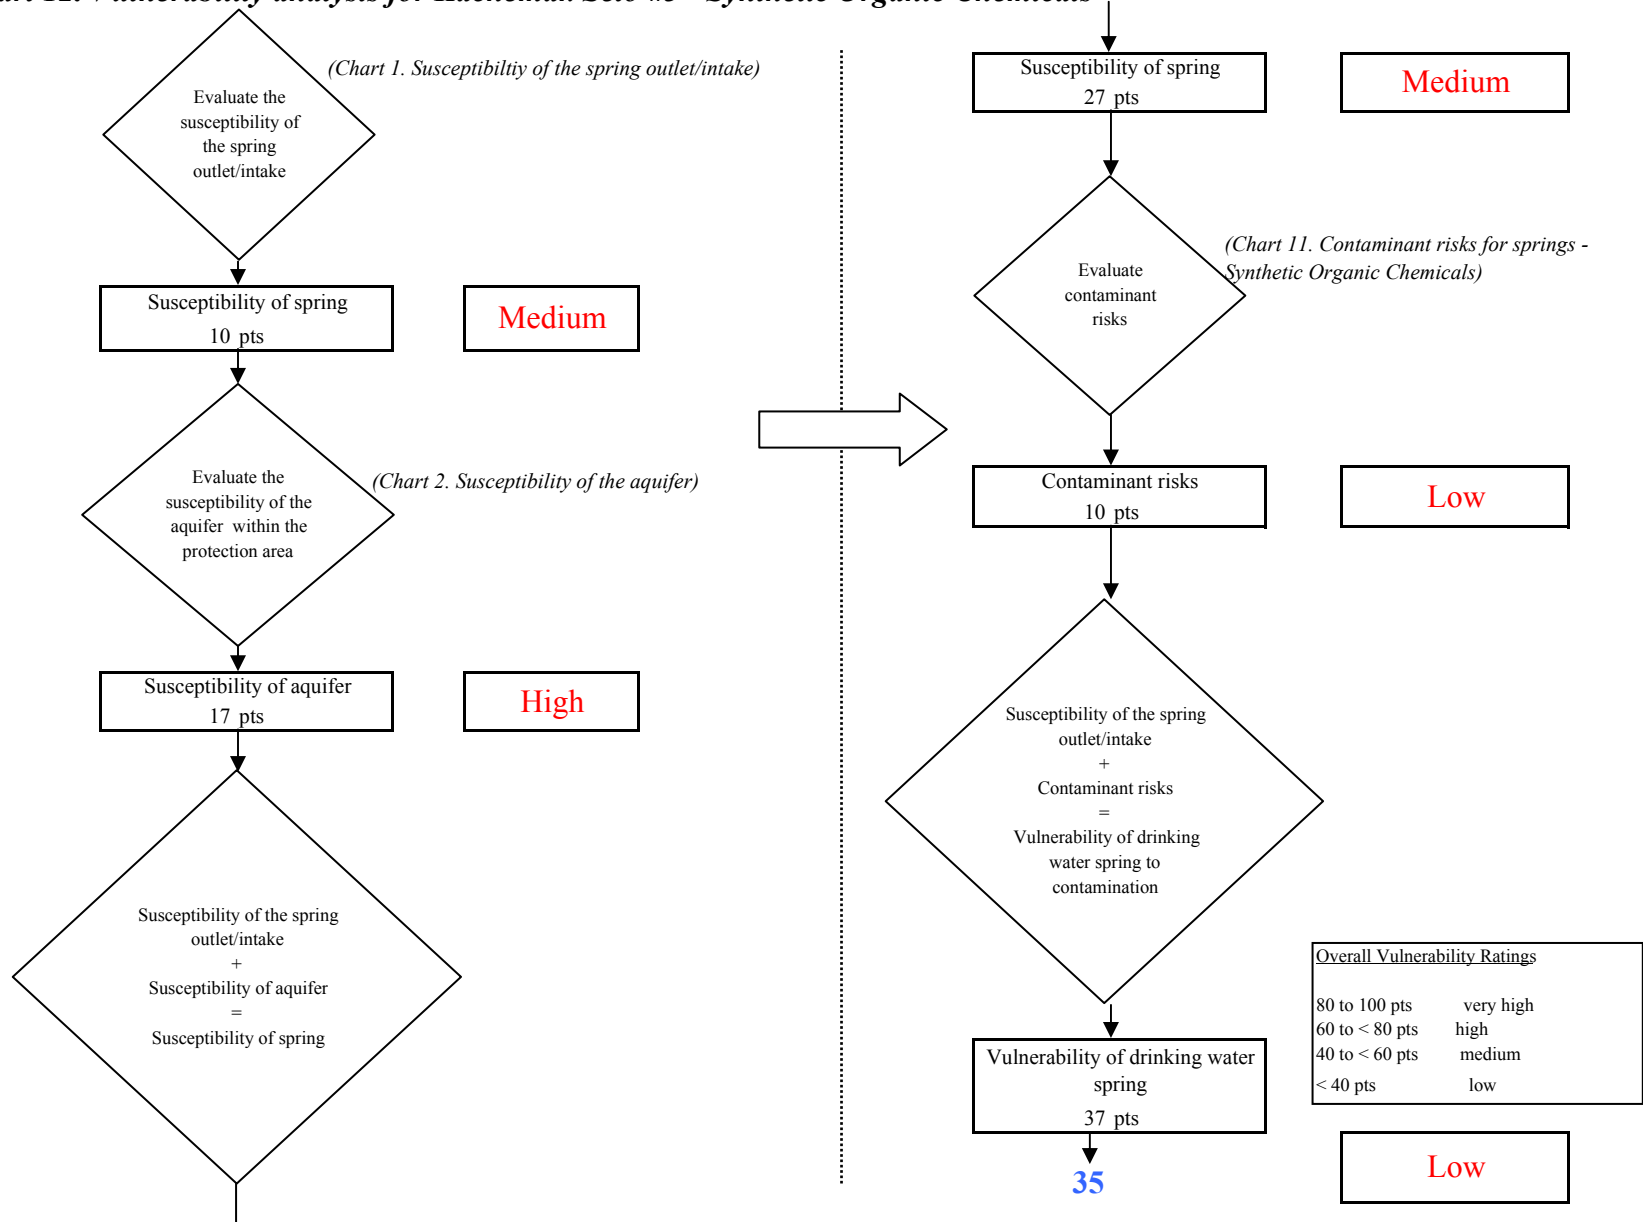 Vulnerability analysis for
Synthetic Organic Chemicals
(Chart 1. Susceptibiltiy of the spring outlet/intake)
Evaluate the
susceptibility of
the spring
outlet/intake
Susceptibility of spring
10 pts
Medium
Evaluate the
susceptibility of the
aquifer within the
protection area
(Chart 2. Susceptibility of the aquifer)
Susceptibility of aquifer
17 pts
High
Susceptibility of the spring
outlet/intake
+
Susceptibility of aquifer
=
Susceptibility of spring
Susceptibility of spring
27 pts
Medium
Evaluate
contaminant
risks
(Chart 11. Contaminant risks for springs -
Synthetic Organic Chemicals)
Contaminant risks
10 pts
Low
Susceptibility of the spring
outlet/intake
+
Contaminant risks
=
Vulnerability of drinking
water spring to
contamination
Overall Vulnerability Ratings
80 to 100 pts very high
60 to < 80 pts high
40 to < 60 pts medium
< 40 pts low
Vulnerability of drinking water
spring
37 pts
35
Low